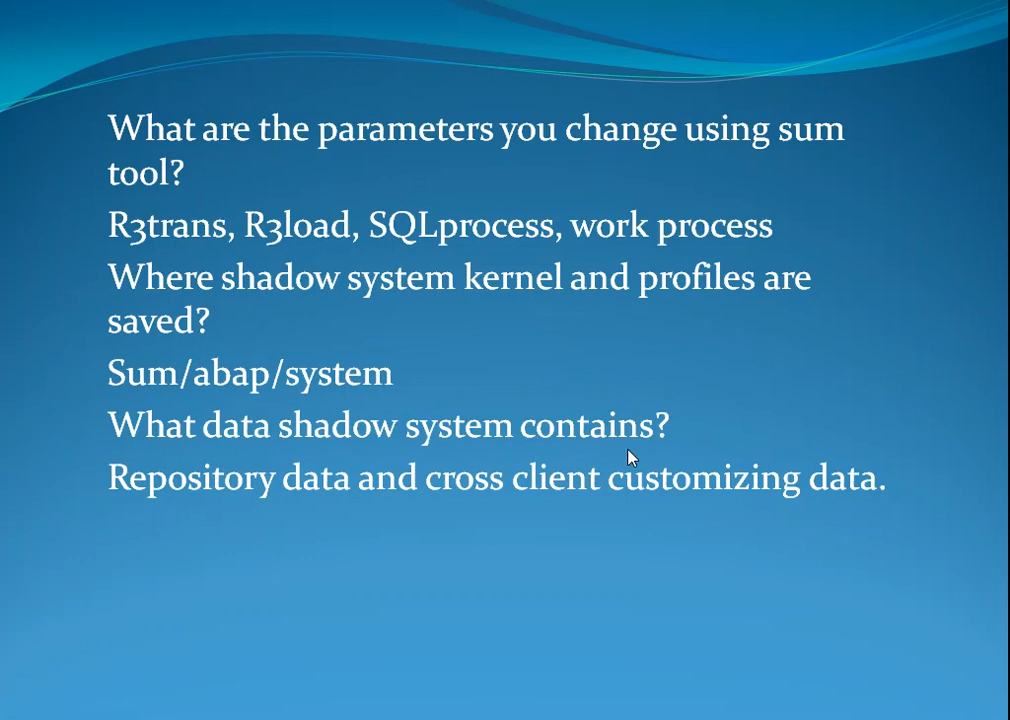 What are the parameters you change using sum
tool?
R3trans, R3load, SQLprocess, work process
Where shadow system kernel and profiles are
saved?
Sum/abap/system
What data shadow system contains?
Repository data and cross client customizing data.